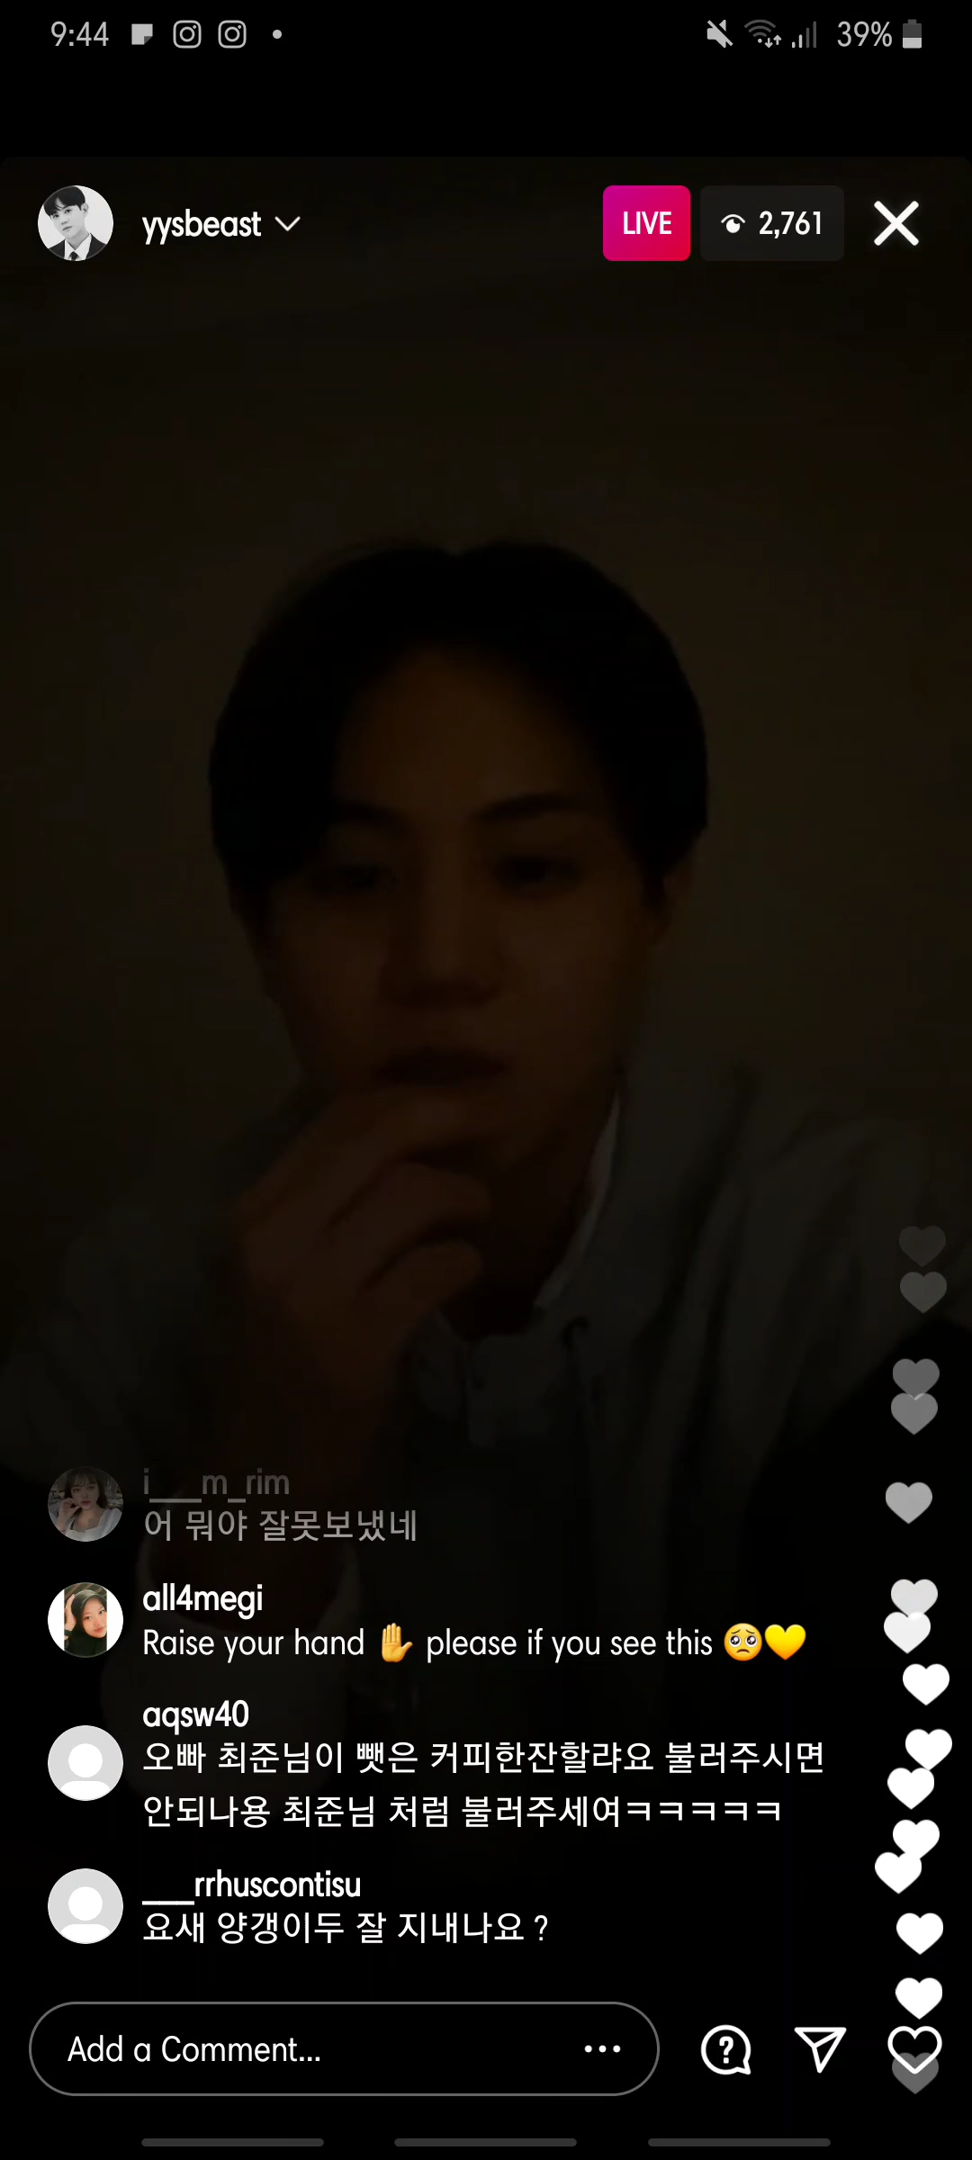 9:44
39%
yysbeast
LIVE
2,761
i___m_rim
어 뭐야 잘못보냈네
all4megi
Raise your hand ✋ please if you see this 🥺💛
aqsw40
오빠 최준님이 뺏은 커피한잔할랴요 불러주시면
안되나용 최준님 처럼 불러주세여ㅋㅋㅋㅋㅋ
___rrhuscontisu
요새 양갱이두 잘 지내나요 ?
Add a Comment...